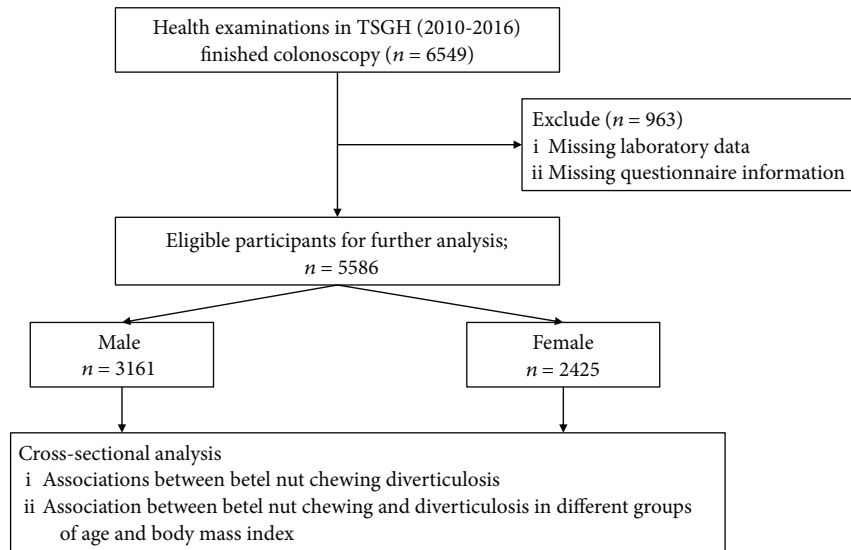 Health examinations in TSGH (2010-2016)
finished colonoscopy (n = 6549)
Exclude (n = 963)
i Missing laboratory data
ii Missing questionnaire information
Eligible participants for further analysis;
n = 5586
Male
n = 3161
Female
n = 2425
Cross-sectional analysis
i Associations between betel nut chewing diverticulosis
ii Association between betel nut chewing and diverticulosis in different groups
of age and body mass index